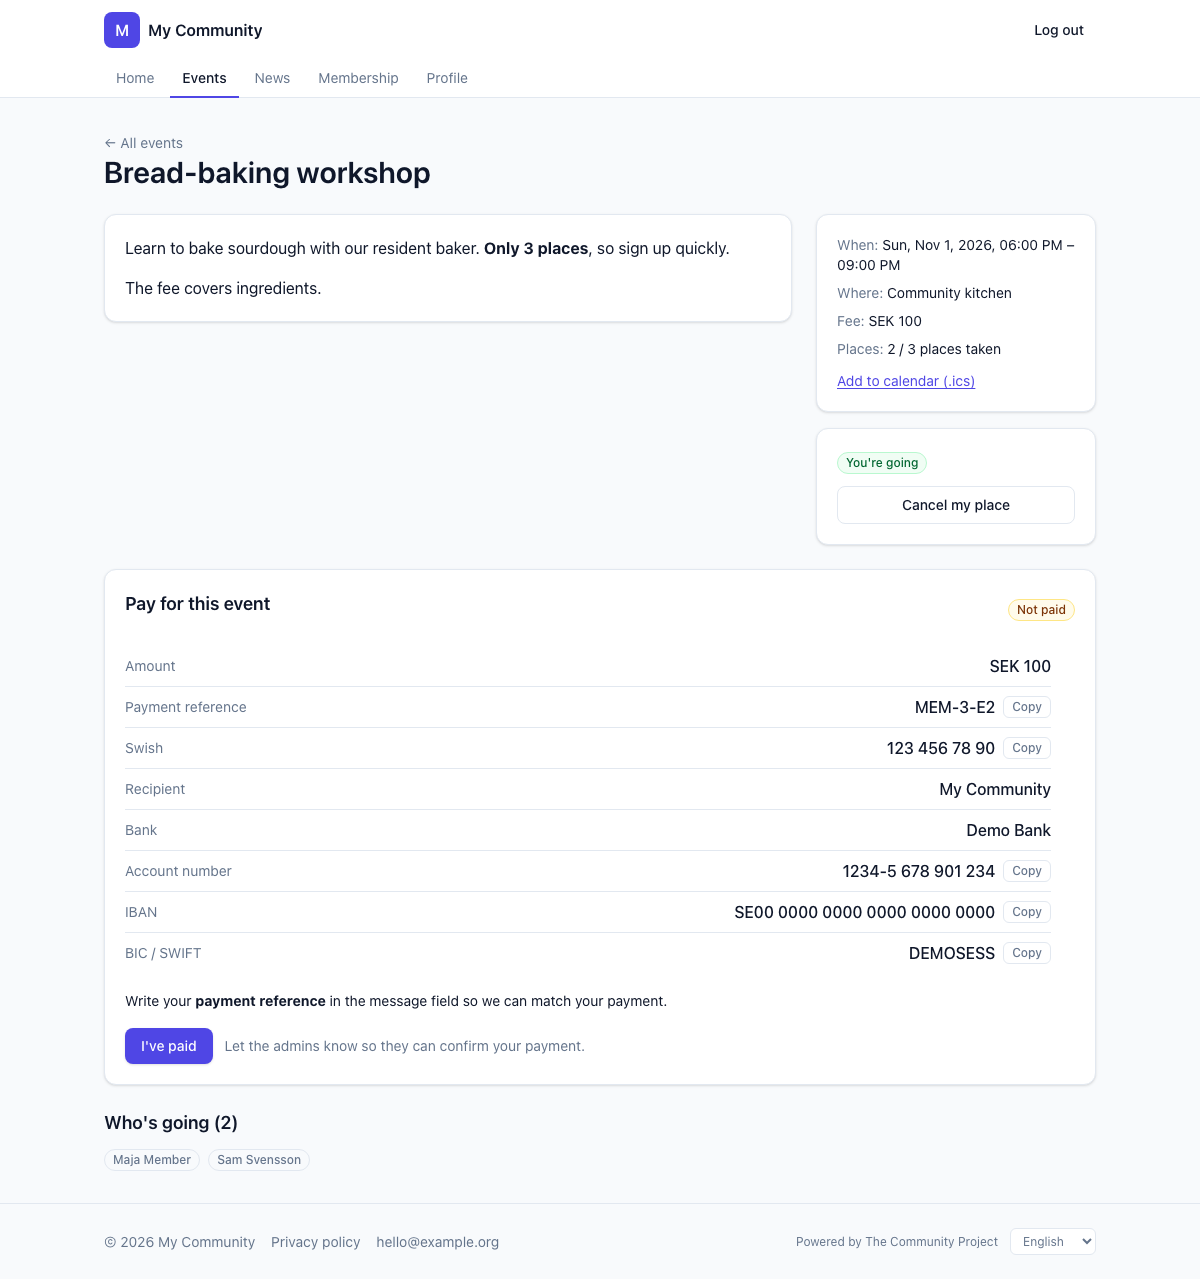 M My Community
Log out
Home Events News Membership Profile
← All events
Bread-baking workshop
Learn to bake sourdough with our resident baker. Only 3 places, so sign up quickly.
The fee covers ingredients.
When: Sun, Nov 1, 2026, 06:00 PM –
09:00 PM
Where: Community kitchen
Fee: SEK 100
Places: 2 / 3 places taken
Add to calendar (.ics)
You're going
Cancel my place
Pay for this event
Not paid
Amount SEK 100
Payment reference MEM-3-E2 Copy
Swish 123 456 78 90 Copy
Recipient My Community
Bank Demo Bank
Account number 1234-5 678 901 234 Copy
IBAN SE00 0000 0000 0000 0000 0000 Copy
BIC / SWIFT DEMOSESS Copy
Write your payment reference in the message field so we can match your payment.
I've paid Let the admins know so they can confirm your payment.
Who's going (2)
Maja Member Sam Svensson
© 2026 My Community Privacy policy hello@example.org Powered by The Community Project English